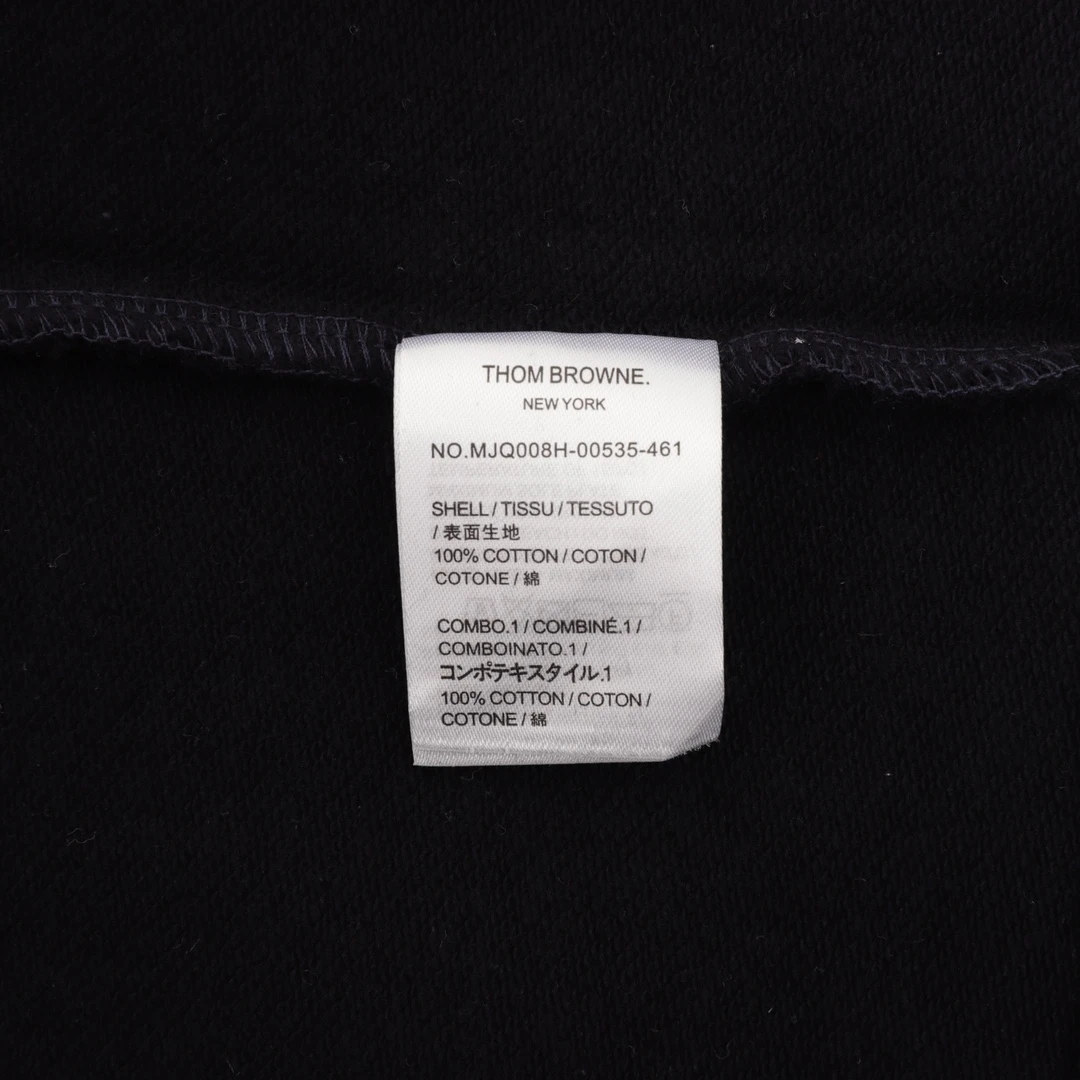 THOM BROWNE.
NEW YORK
NO.MJQ008H-00535-461
SHELL / TISSU / TESSUTO
/ 表面生地
100% COTTON / COTON /
COTONE / 綿
COMBO.1 / COMBINÉ.1 /
COMBOINATO.1 /
コンポテキスタイル.1
100% COTTON / COTON /
COTONE / 綿